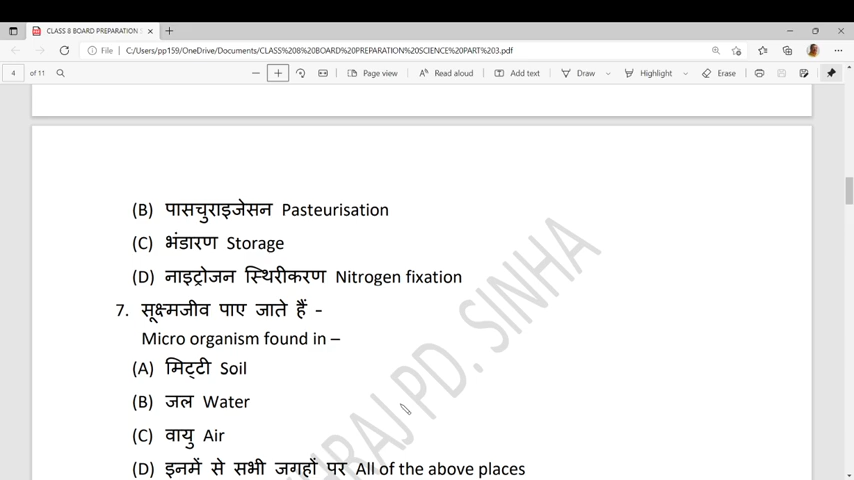 CLASS 8 BOARD PREPARATION S
File C:/Users/pp159/OneDrive/Documents/CLASS%208%20BOARD%20PREPARATION%20SCIENCE%20PART%203.pdf
4 of 11 Page view Read aloud Add text Draw Highlight Erase
(B) पासचुराइजेसन Pasteurisation
(C) भंडारण Storage
(D) नाइट्रोजन स्थिरीकरण Nitrogen fixation
7. सूक्ष्मजीव पाए जाते हैं -
Micro organism found in –
(A) मिट्टी Soil
(B) जल Water
(C) वायु Air
(D) इनमें से सभी जगहों पर All of the above places
HRAJ PD. SINHA